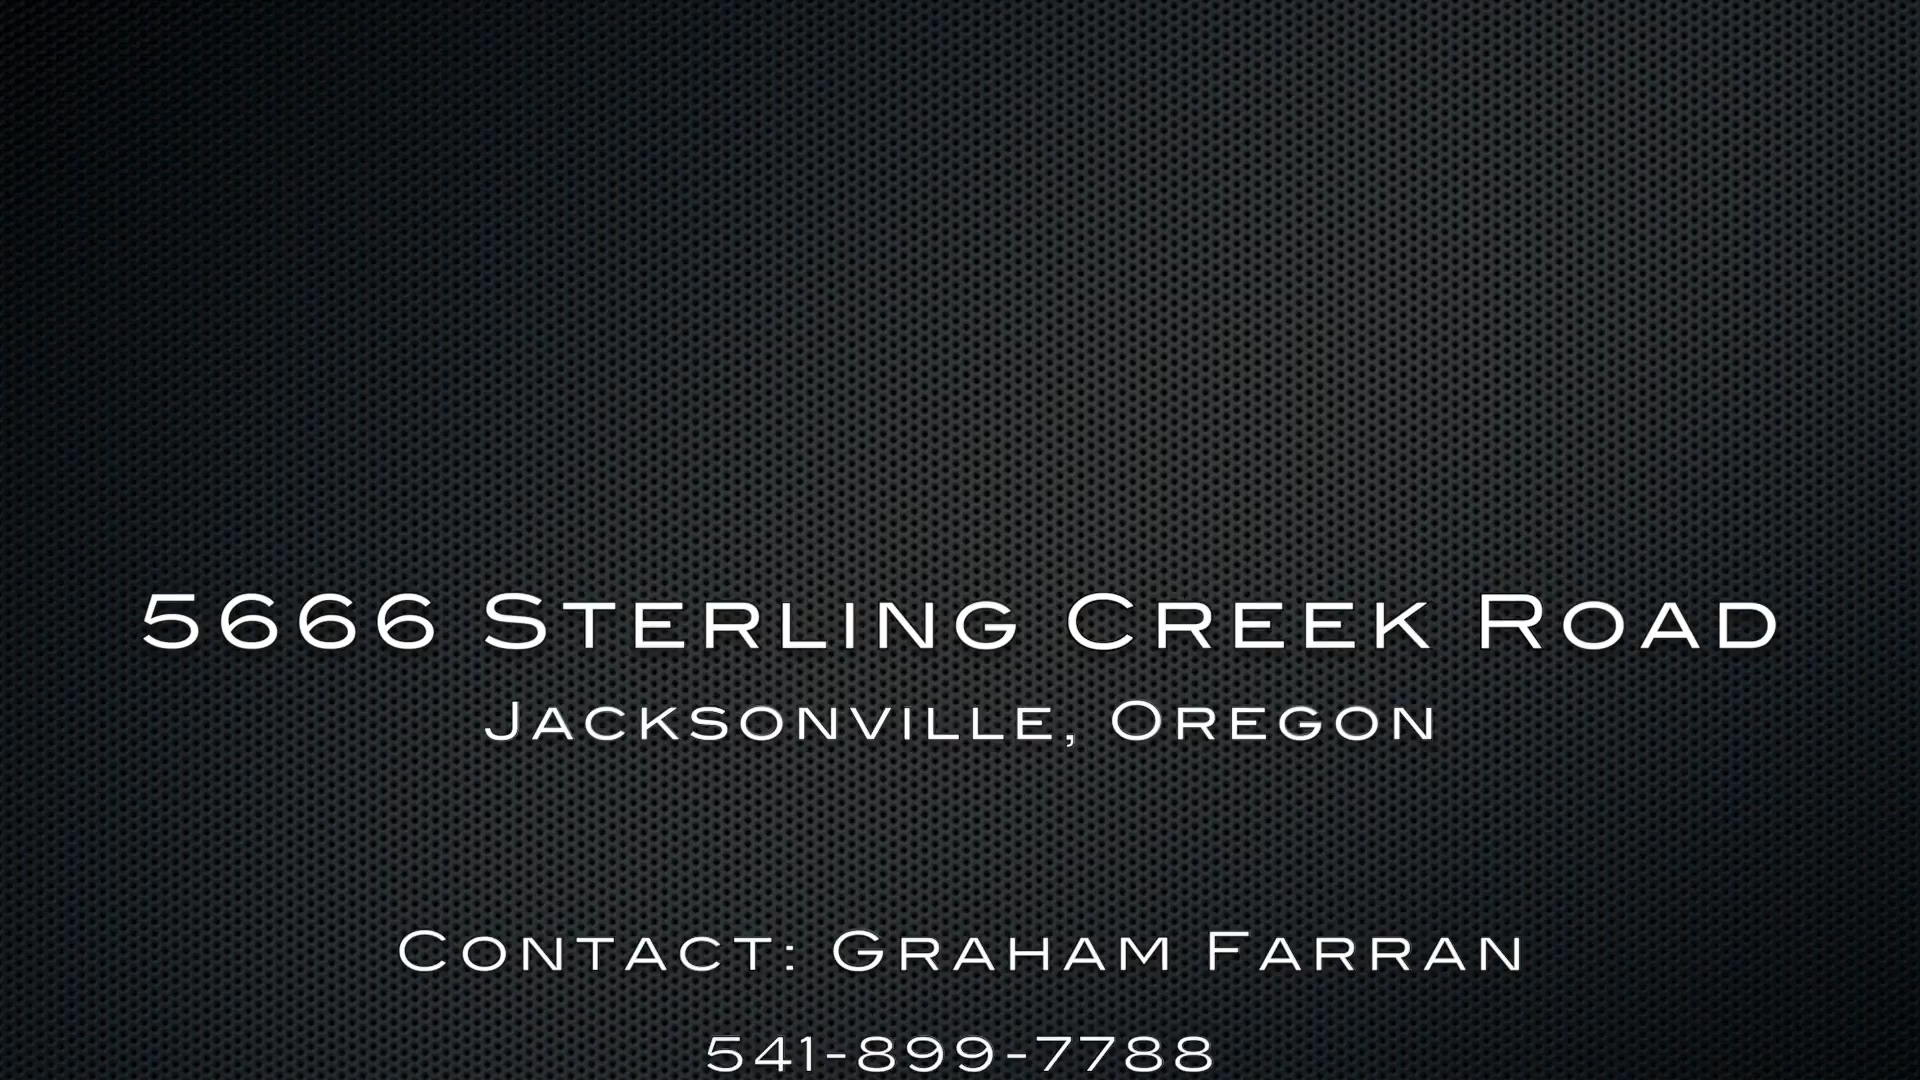 5666 Sterling Creek Road
Jacksonville, Oregon
Contact: Graham Farran
541-899-7788